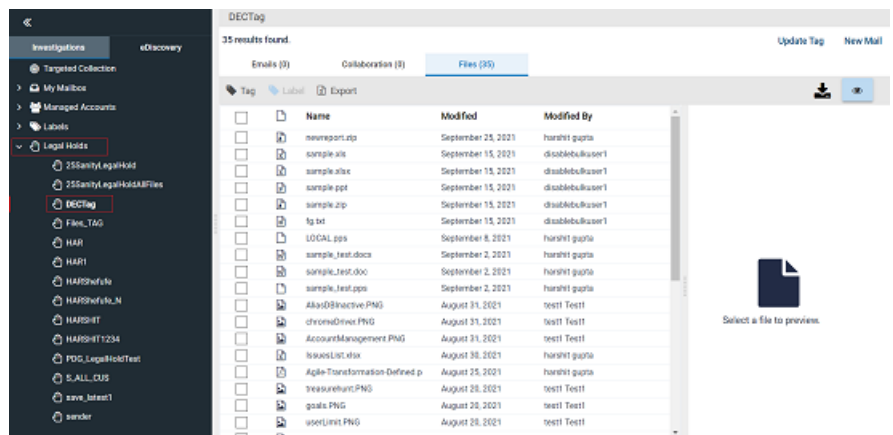 DECTag
Investigations eDiscovery
35 results found. Update Tag New Mail
Targeted Collection
Emails (0) Collaboration (0) Files (35)
My Mailbox
Tag Label Export
Managed Accounts
Labels
Name Modified Modified By
Legal Holds
newreport.zip September 25, 2021 harshit gupta
25SanityLegalHold
sample.xls September 15, 2021 disablebulkuser1
25SanityLegalHoldAllFiles
sample.xlsx September 15, 2021 disablebulkuser1
DECTag
sample.ppt September 15, 2021 disablebulkuser1
sample.zip September 15, 2021 disablebulkuser1
Files_TAG
fg.txt September 15, 2021 disablebulkuser1
HAR
LOCAL.pps September 8, 2021 harshit gupta
sample_test.docx September 2, 2021 harshit gupta
HAR1
sample_test.doc September 2, 2021 harshit gupta
HARShefufe
sample_test.pps September 2, 2021 harshit gupta
HARShefufe_N
AliasDBInactive.PNG August 31, 2021 test1 Test1
HARSHIT
chromeDriver.PNG August 31, 2021 test1 Test1
Select a file to preview.
HARSHIT1234
AccountManagement.PNG August 31, 2021 test1 Test1
PDG_LegalHoldTest
IssuesList.xlsx August 30, 2021 harshit gupta
S_ALL_CUS
Agile-Transformation-Defined.p August 25, 2021 harshit gupta
save_latest1
treasurehunt.PNG August 20, 2021 test1 Test1
goals.PNG August 20, 2021 test1 Test1
sender
userLimit.PNG August 20, 2021 test1 Test1